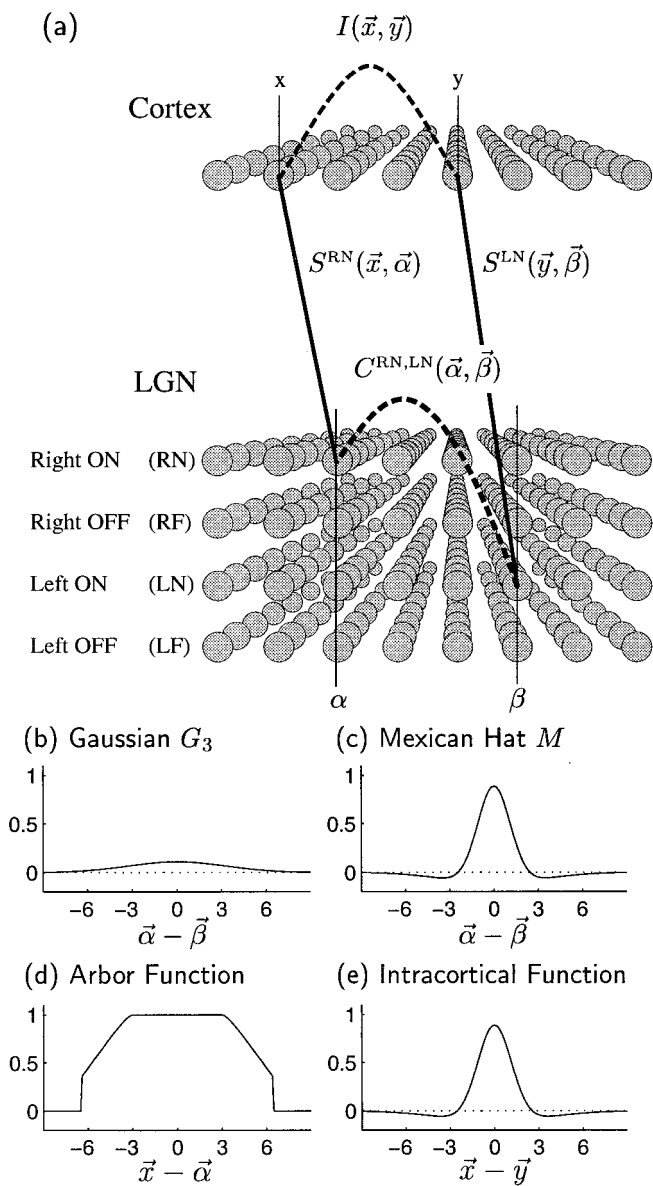 (a)
I(x⃗, y⃗)
x y
Cortex
S^RN(x⃗, α⃗) S^LN(y⃗, β⃗)
C^RN,LN(α⃗, β⃗)
LGN
Right ON (RN)
Right OFF (RF)
Left ON (LN)
Left OFF (LF)
α β
(b) Gaussian G₃
1
0.5
0
-6 -3 0 3 6
α⃗ − β⃗
(c) Mexican Hat M
1
0.5
0
-6 -3 0 3 6
α⃗ − β⃗
(d) Arbor Function
1
0.5
0
-6 -3 0 3 6
x⃗ − α⃗
(e) Intracortical Function
1
0.5
0
-6 -3 0 3 6
x⃗ − y⃗